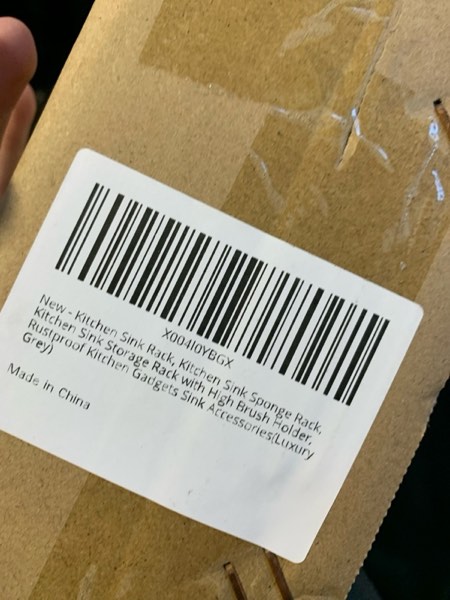 X004I0YBGX
New - Kitchen Sink Rack, Kitchen Sink Sponge Rack,
Kitchen Sink Storage Rack with High Brush Holder,
Rustproof Kitchen Gadgets Sink Accessories(Luxury
Grey)
Made in China